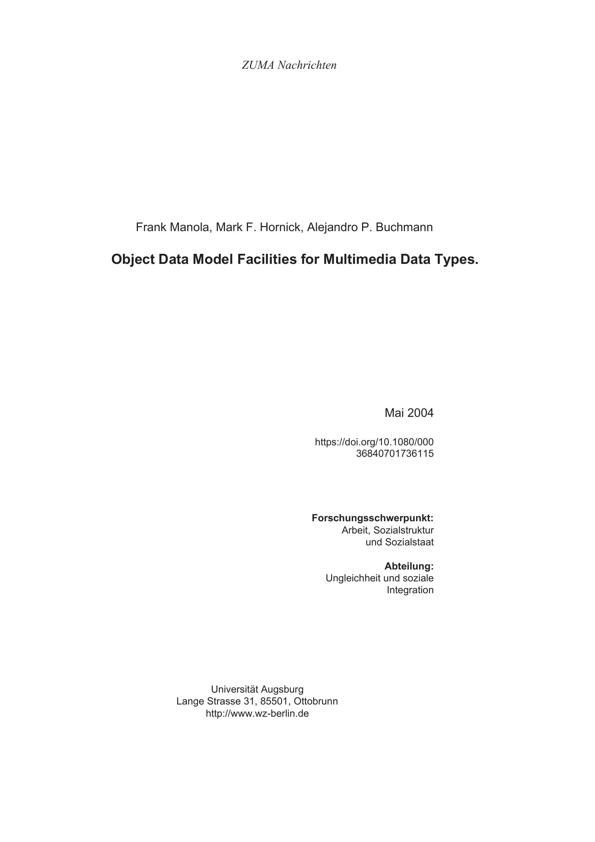 ZUMA Nachrichten
Frank Manola, Mark F. Hornick, Alejandro P. Buchmann
Object Data Model Facilities for Multimedia Data Types.
Mai 2004
https://doi.org/10.1080/000
36840701736115
Forschungsschwerpunkt:
Arbeit, Sozialstruktur
und Sozialstaat
Abteilung:
Ungleichheit und soziale
Integration
Universität Augsburg
Lange Strasse 31, 85501, Ottobrunn
http://www.wz-berlin.de